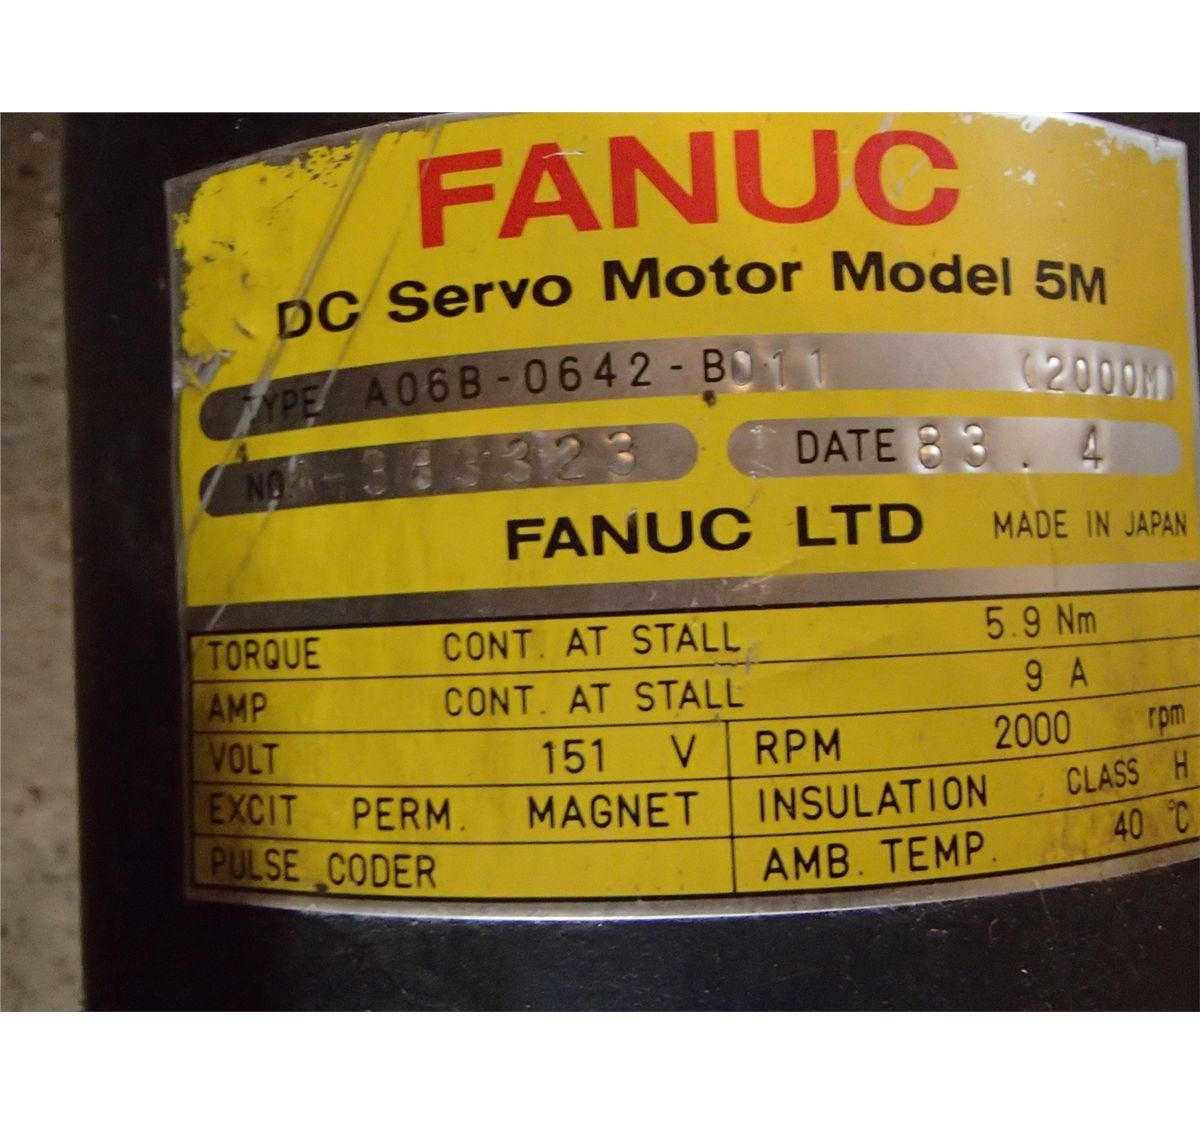 FANUC
DC Servo Motor Model 5M
TYPE A06B-0642-B011 (2000M)
NO. 383323 DATE 83.4
FANUC LTD MADE IN JAPAN
TORQUE CONT. AT STALL 5.9 Nm
AMP CONT. AT STALL 9 A
VOLT 151 V RPM 2000 rpm
EXCIT PERM. MAGNET INSULATION CLASS H
PULSE CODER AMB. TEMP. 40 °C